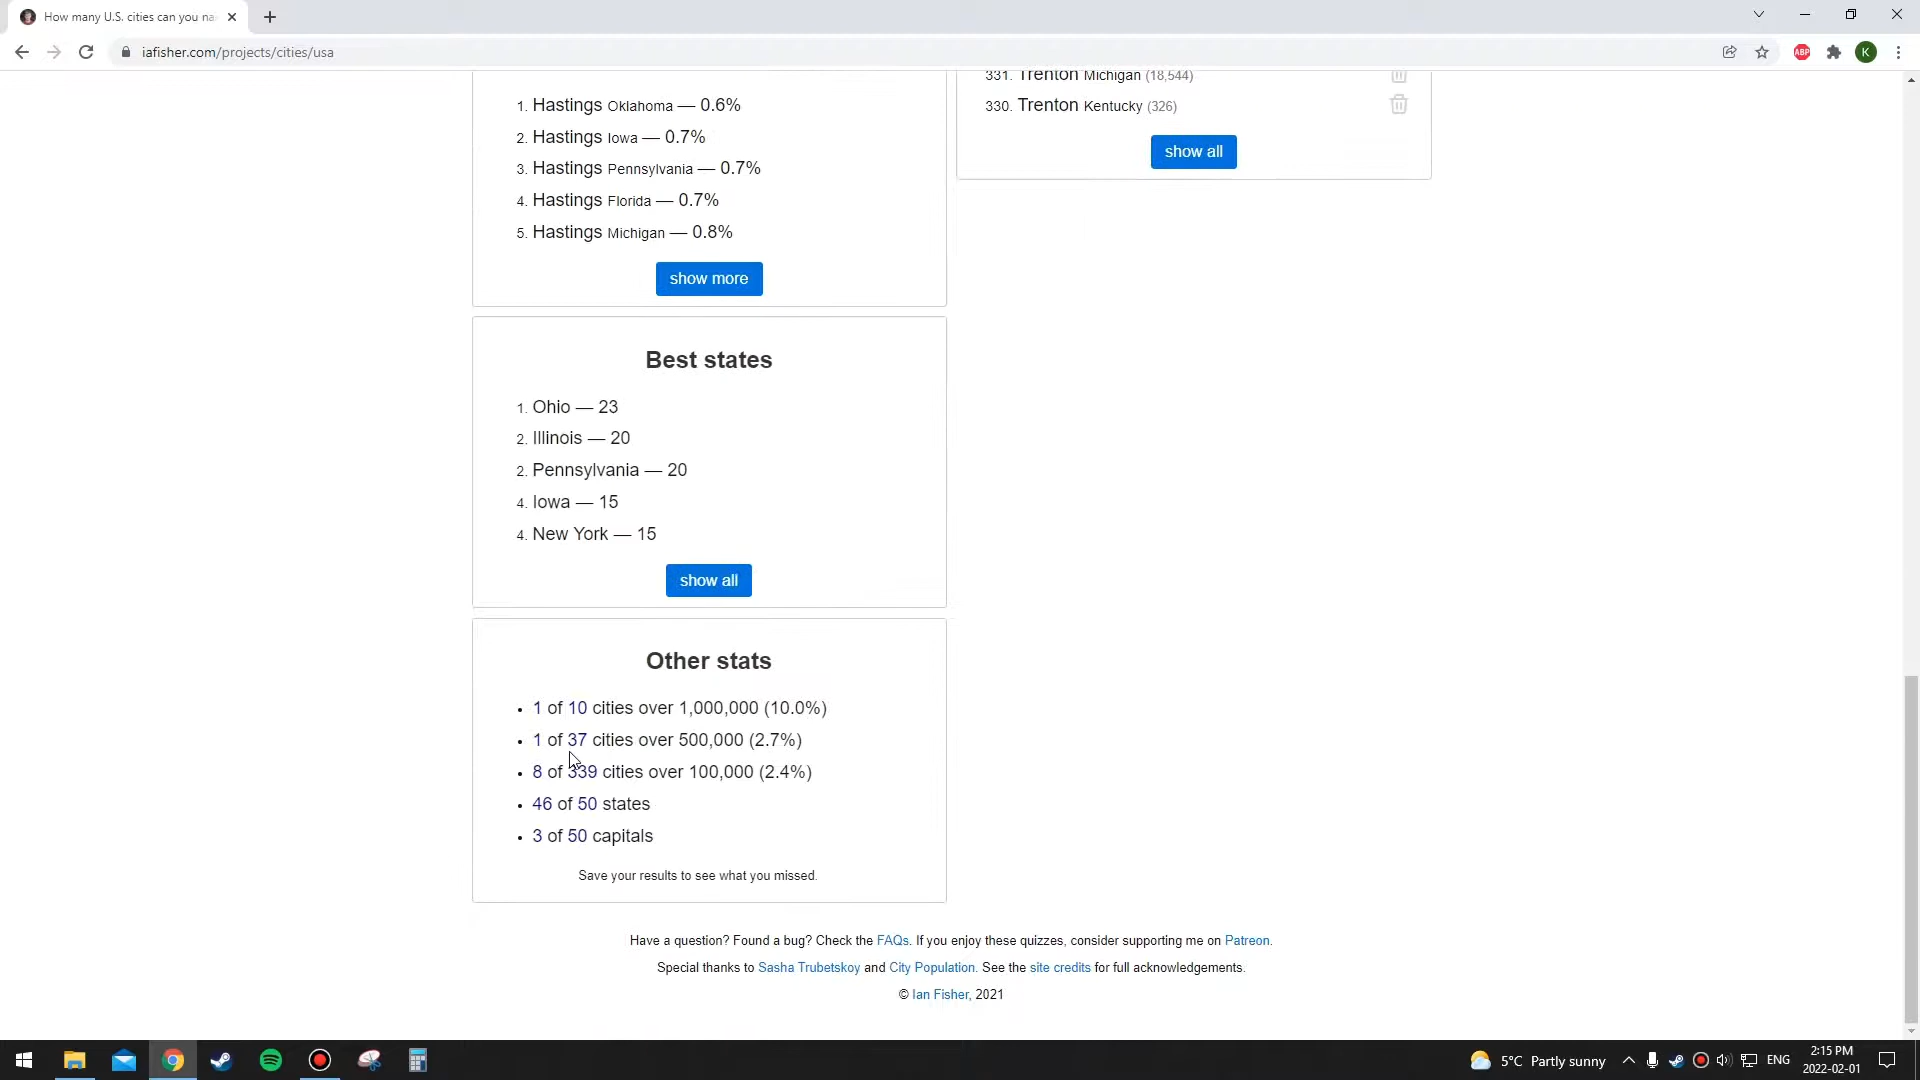 How many U.S. cities can you na
iafisher.com/projects/cities/usa
ABP
K
1. Hastings Oklahoma — 0.6%
2. Hastings Iowa — 0.7%
3. Hastings Pennsylvania — 0.7%
4. Hastings Florida — 0.7%
5. Hastings Michigan — 0.8%
show more
331. Trenton Michigan (18,544)
330. Trenton Kentucky (326)
show all
Best states
1. Ohio — 23
2. Illinois — 20
2. Pennsylvania — 20
4. Iowa — 15
4. New York — 15
show all
Other stats
• 1 of 10 cities over 1,000,000 (10.0%)
• 1 of 37 cities over 500,000 (2.7%)
• 8 of 339 cities over 100,000 (2.4%)
• 46 of 50 states
• 3 of 50 capitals
Save your results to see what you missed.
Have a question? Found a bug? Check the FAQs. If you enjoy these quizzes, consider supporting me on Patreon.
Special thanks to Sasha Trubetskoy and City Population. See the site credits for full acknowledgements.
© Ian Fisher, 2021
5°C Partly sunny
ENG
2:15 PM
2022-02-01